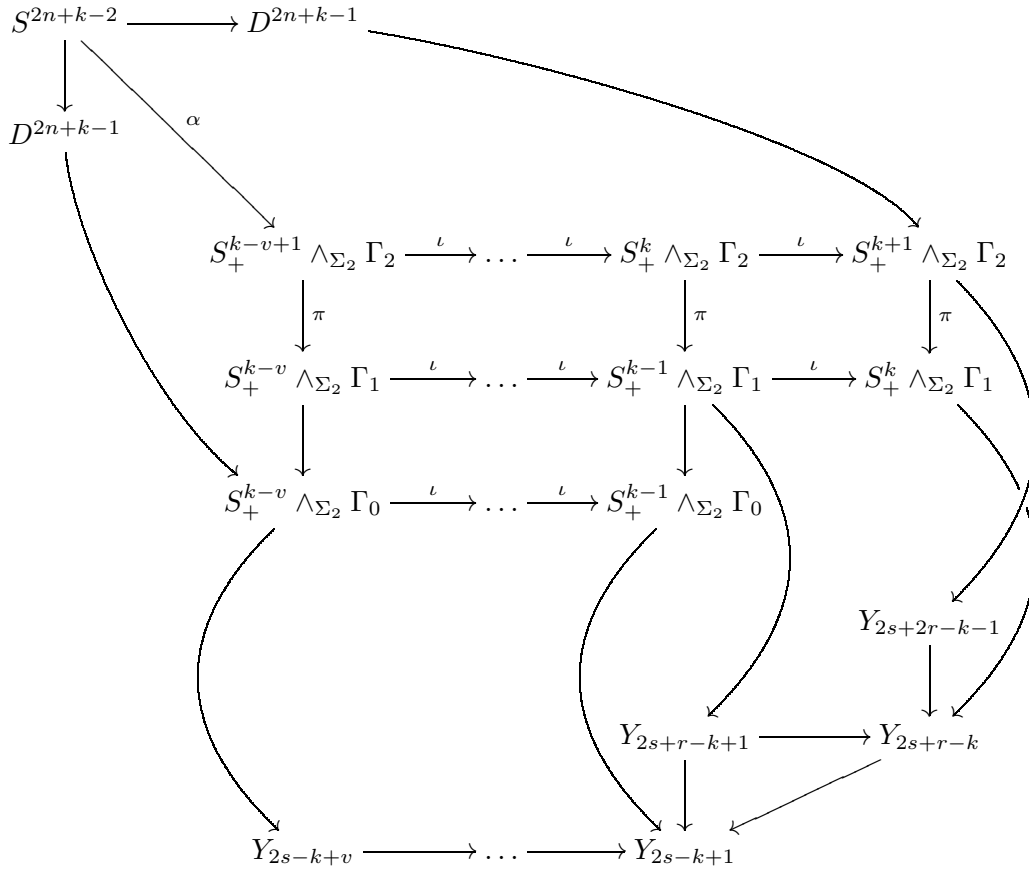 S^{2n+k-2} D^{2n+k-1}
α
D^{2n+k-1}
S_+^{k-v+1} ∧_{Σ_2} Γ_2 ι … ι S_+^k ∧_{Σ_2} Γ_2 ι S_+^{k+1} ∧_{Σ_2} Γ_2
π π π
S_+^{k-v} ∧_{Σ_2} Γ_1 ι … ι S_+^{k-1} ∧_{Σ_2} Γ_1 ι S_+^k ∧_{Σ_2} Γ_1
S_+^{k-v} ∧_{Σ_2} Γ_0 ι … ι S_+^{k-1} ∧_{Σ_2} Γ_0
Y_{2s+2r-k-1}
Y_{2s+r-k+1} Y_{2s+r-k}
Y_{2s-k+v} … Y_{2s-k+1}